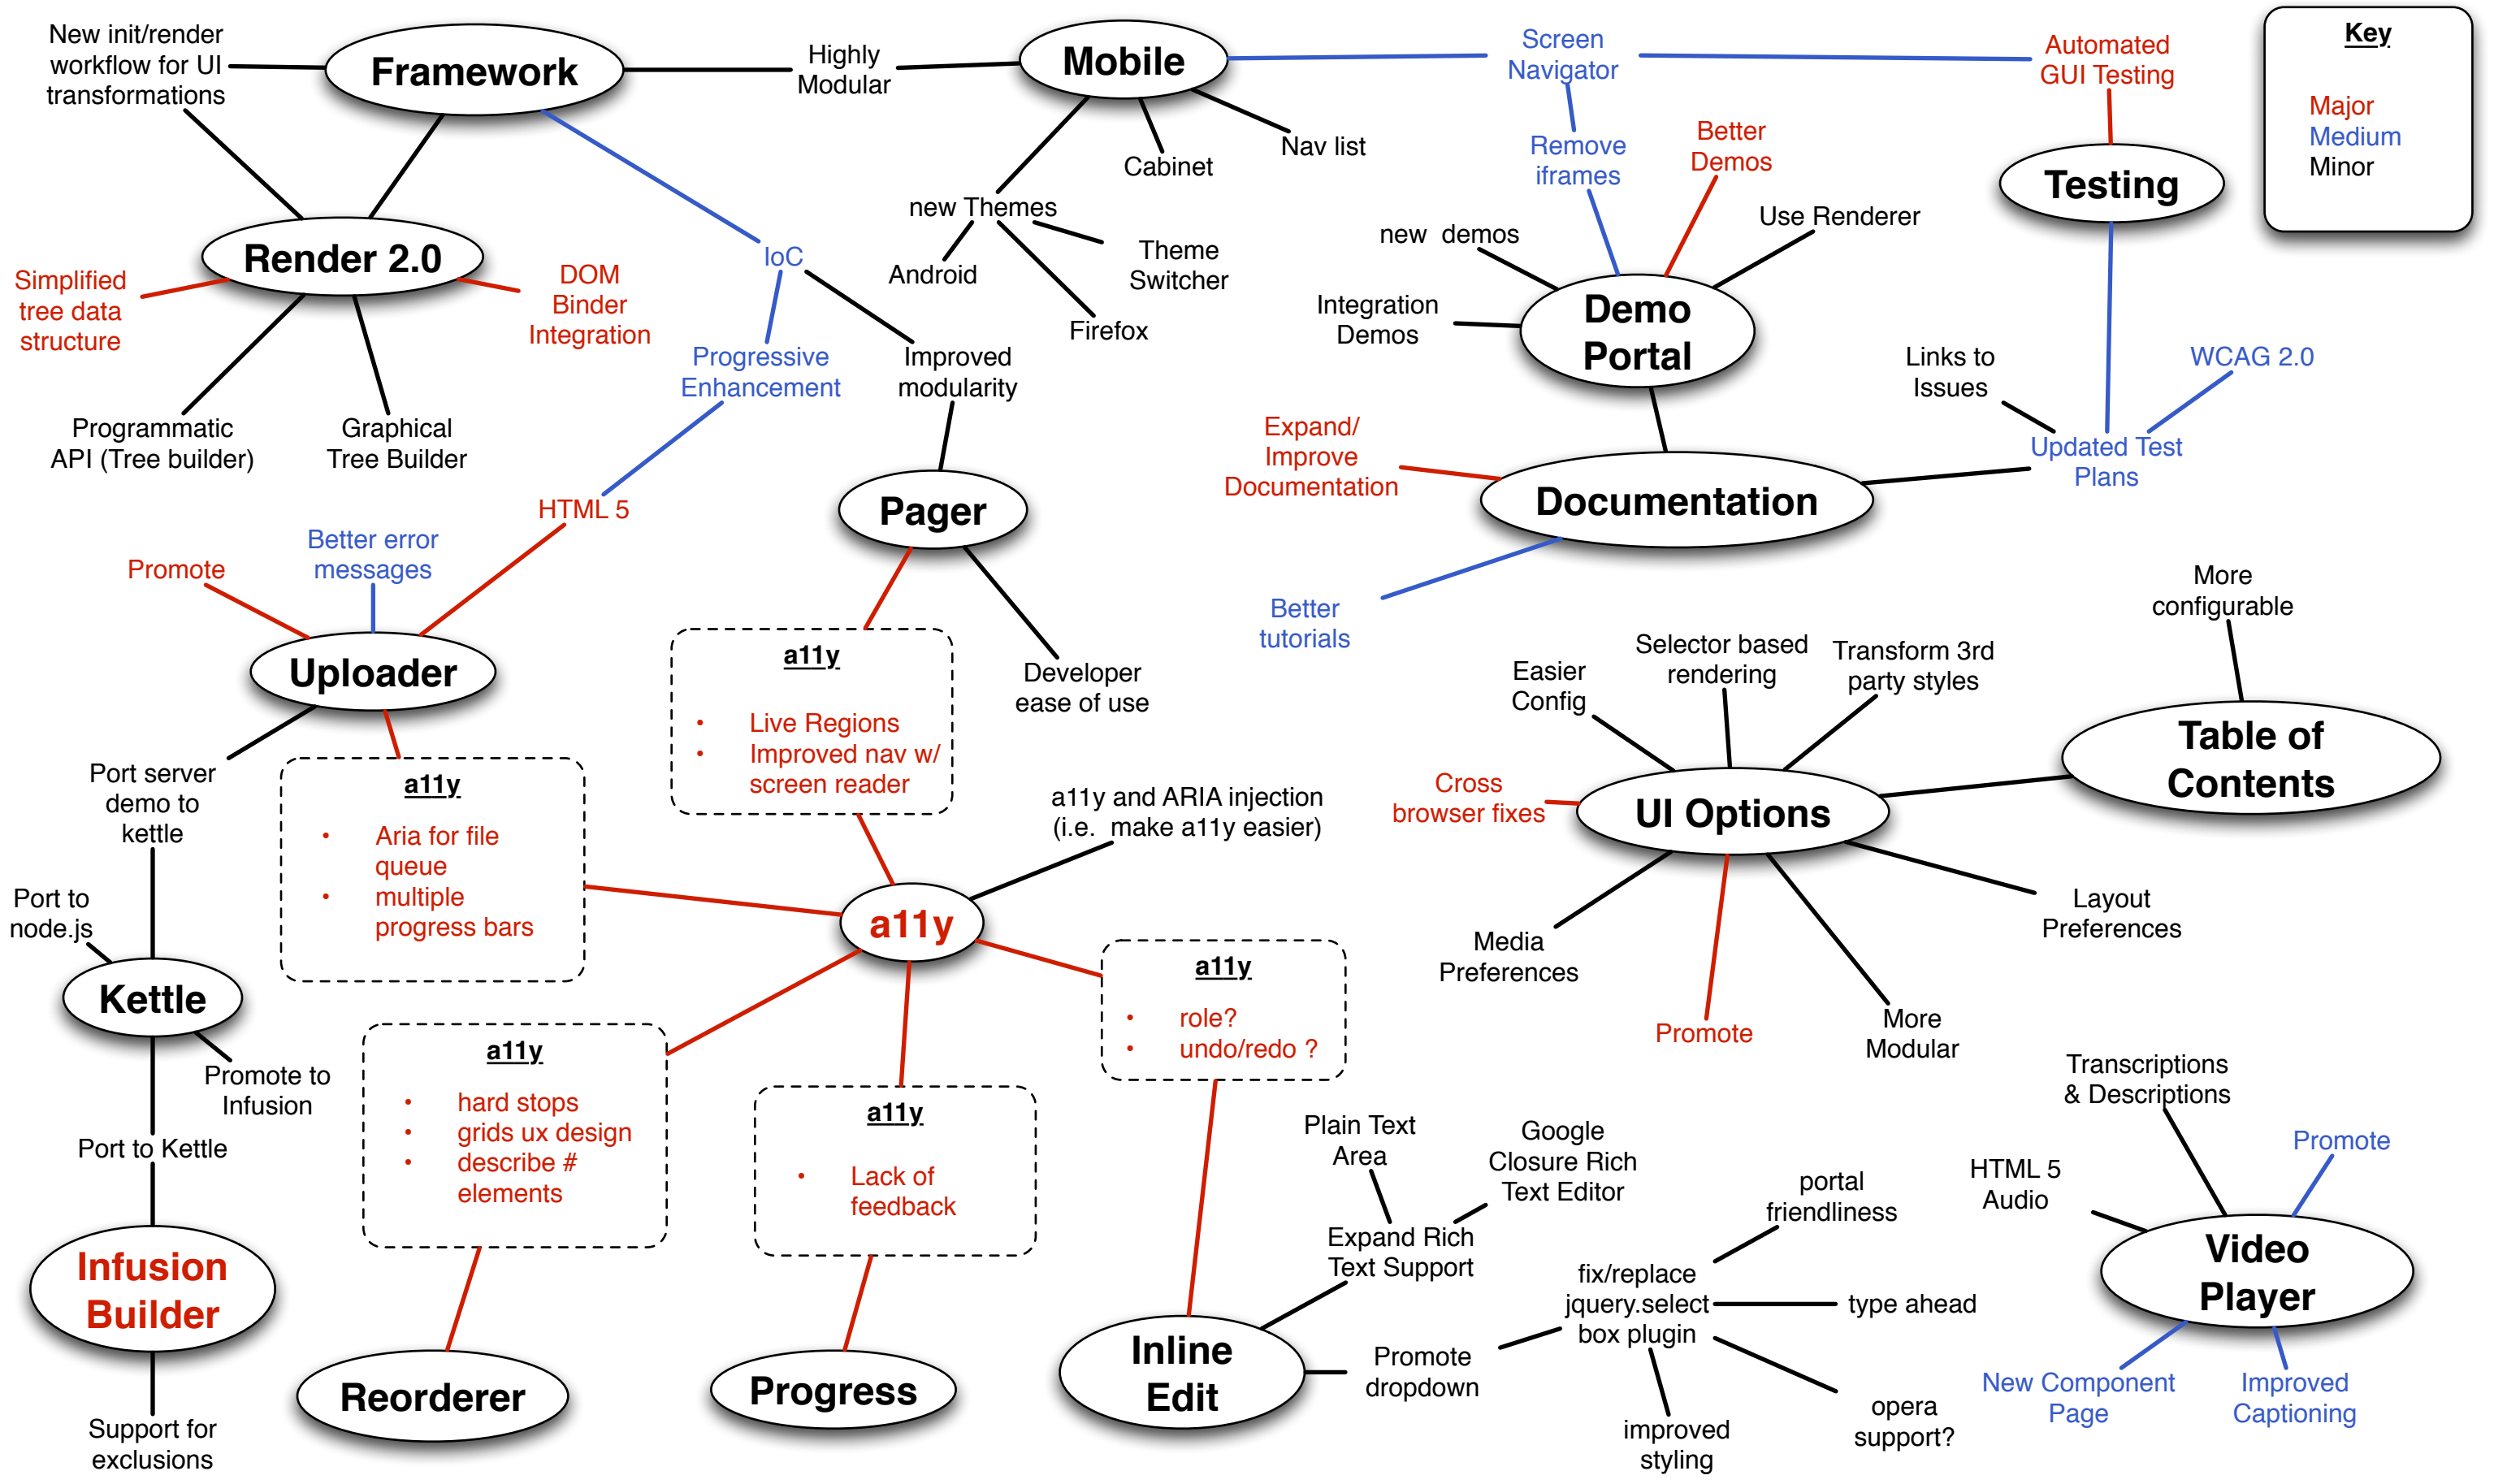 New init/render
workflow for UI
transformations
Framework
Highly
Modular
Mobile
Screen
Navigator
Automated
GUI Testing
Key
Major
Medium
Minor
Remove
iframes
Better
Demos
Nav list
Cabinet
Testing
new Themes
Android
Firefox
Theme
Switcher
new  demos
Use Renderer
Integration
Demos
Demo
Portal
Render 2.0
Simplified
tree data
structure
DOM
Binder
Integration
IoC
Progressive
Enhancement
Improved
modularity
Links to
Issues
WCAG 2.0
Updated Test
Plans
Programmatic
API (Tree builder)
Graphical
Tree Builder
Expand/
Improve
Documentation
Documentation
Better
tutorials
HTML 5
Pager
Promote
Better error
messages
Uploader
a11y
• Live Regions
• Improved nav w/
screen reader
Developer
ease of use
Easier
Config
Selector based
rendering
Transform 3rd
party styles
More
configurable
Table of
Contents
Cross
browser fixes
UI Options
Media
Preferences
Promote
More
Modular
Layout
Preferences
Port server
demo to
kettle
a11y
• Aria for file
queue
• multiple
progress bars
a11y and ARIA injection
(i.e.  make a11y easier)
a11y
Port to
node.js
Kettle
Promote to
Infusion
Port to Kettle
Infusion
Builder
Support for
exclusions
a11y
• hard stops
• grids ux design
• describe #
elements
Reorderer
a11y
• Lack of
feedback
Progress
a11y
• role?
• undo/redo ?
Plain Text
Area
Google
Closure Rich
Text Editor
Expand Rich
Text Support
Inline
Edit
Promote
dropdown
fix/replace
jquery.select
box plugin
portal
friendliness
type ahead
opera
support?
improved
styling
Transcriptions
& Descriptions
Promote
HTML 5
Audio
Video
Player
New Component
Page
Improved
Captioning